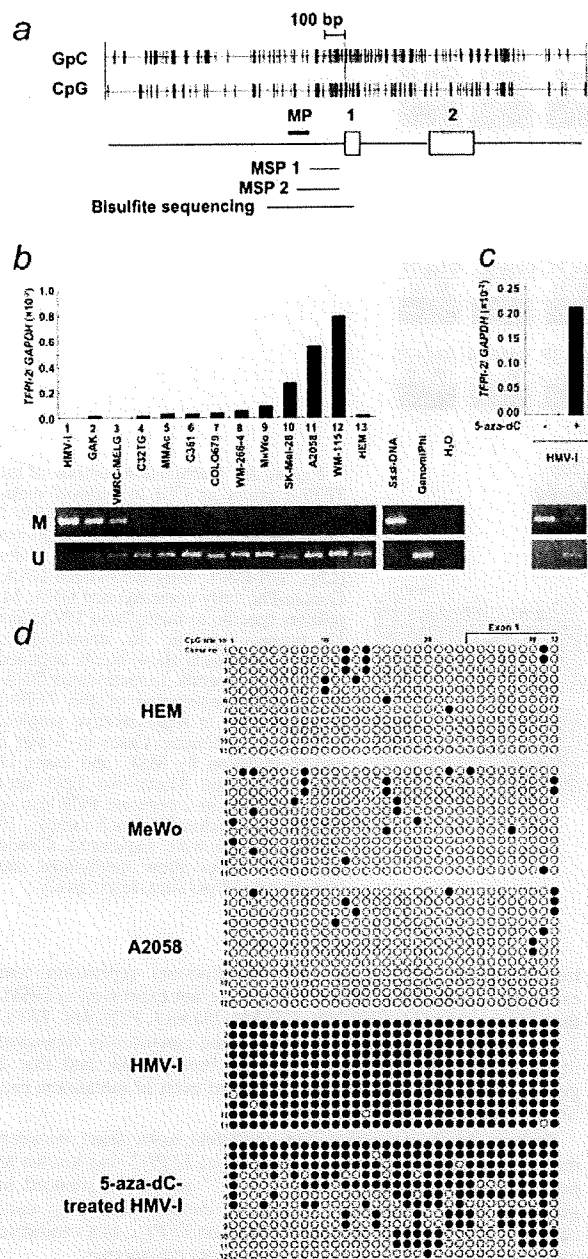 a
100 bp
GpC
CpG
MP 1 2
MSP 1
MSP 2
Bisulfite sequencing
b
TFPI-2/ GAPDH (×10⁻²)
1.0
0.8
0.6
0.4
0.2
0.0
1 2 3 4 5 6 7 8 9 10 11 12 13
HMV-I
GAK
VMRC-MELG
C32TG
MMAc
G361
COLO679
WM-266-4
MeWo
SK-Mel-28
A2058
WM-115
HEM
SssI-DNA
GenomiPhi
H₂O
M
U
c
TFPI-2/ GAPDH
0.25
0.20
0.15
0.10
0.05
0.00
5-aza-dC - +
HMV-I
d
Exon 1
HEM
MeWo
A2058
HMV-I
5-aza-dC-
treated HMV-I